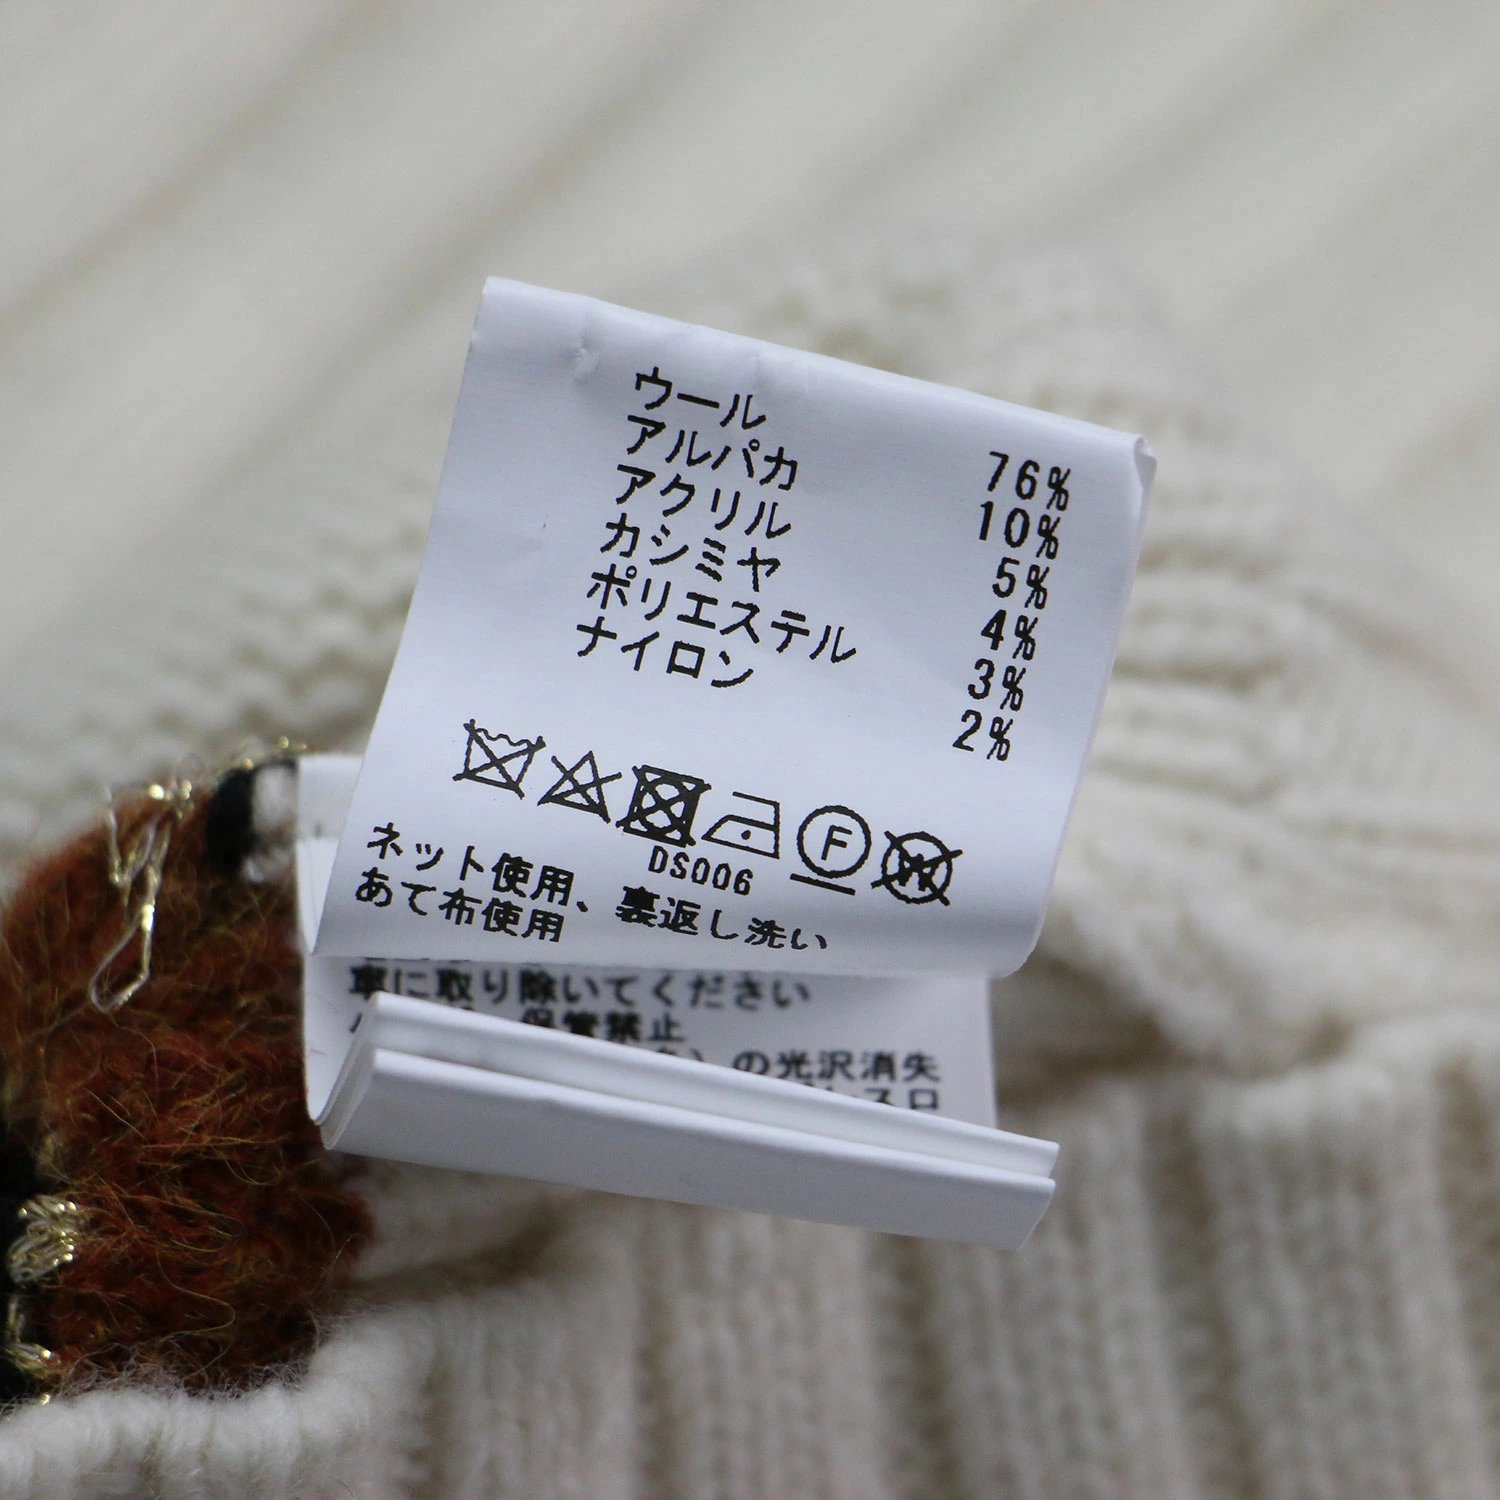 ウール 76%
アルパカ 10%
アクリル 5%
カシミヤ 4%
ポリエステル 3%
ナイロン 2%
F W
DS006
ネット使用、裏返し洗い
あて布使用
に取り除いてください
保管禁止
の光沢消失